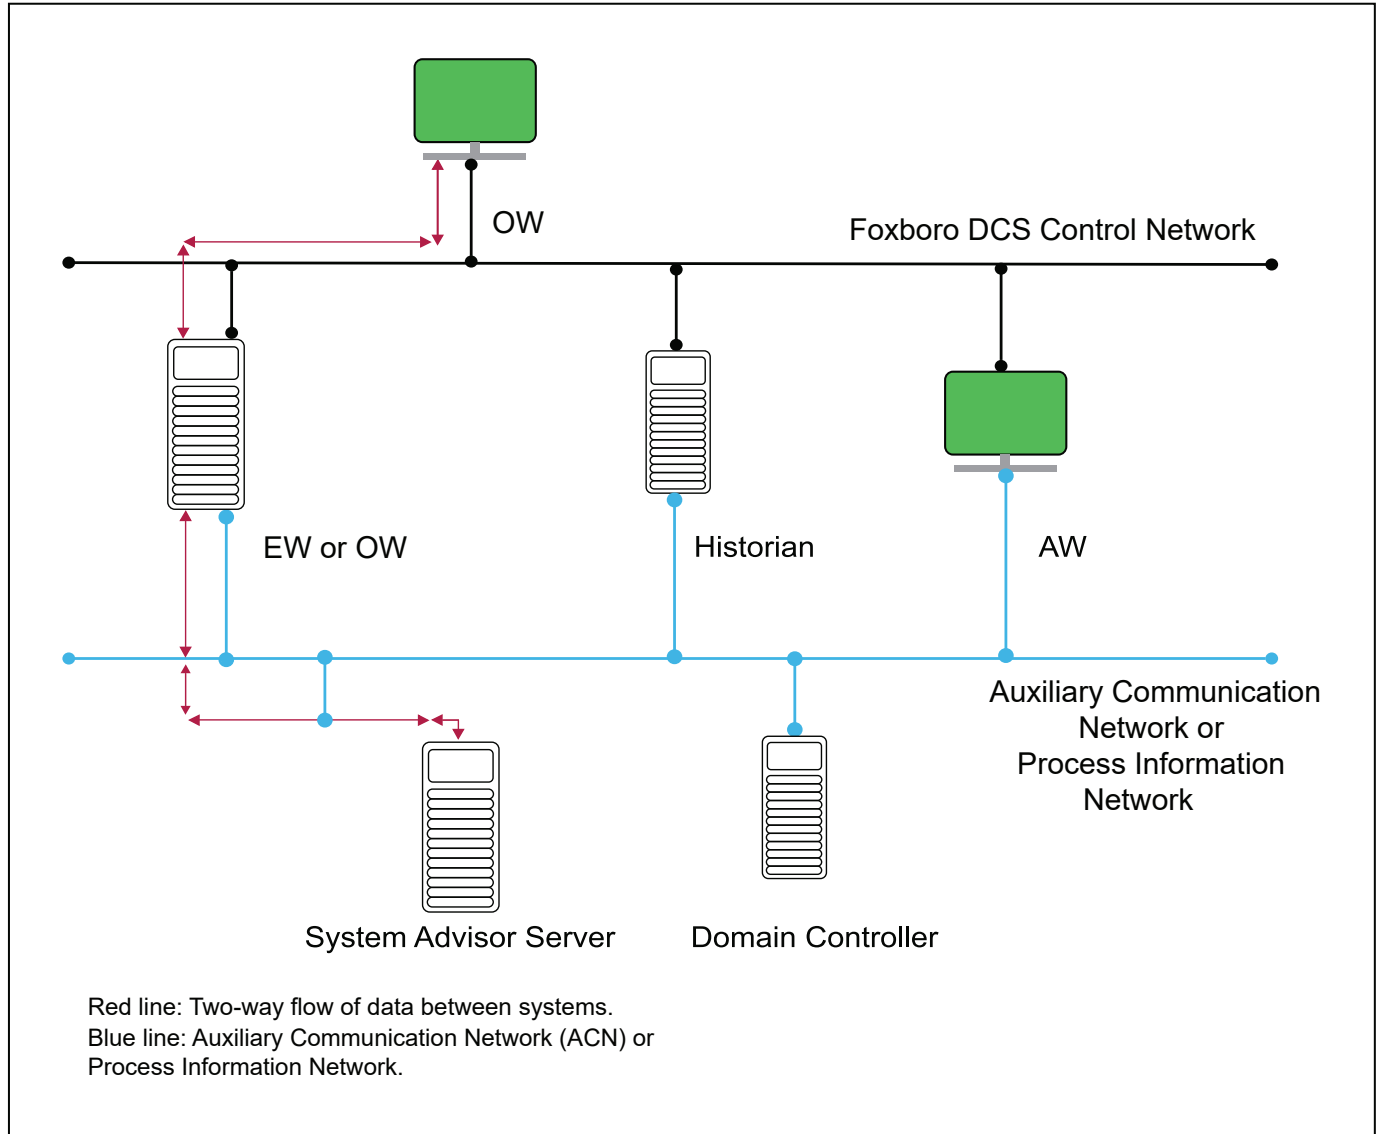 OW
Foxboro DCS Control Network
EW or OW
Historian
AW
Auxiliary Communication
Network or
Process Information
Network
System Advisor Server
Domain Controller
Red line: Two-way flow of data between systems.
Blue line: Auxiliary Communication Network (ACN) or
Process Information Network.